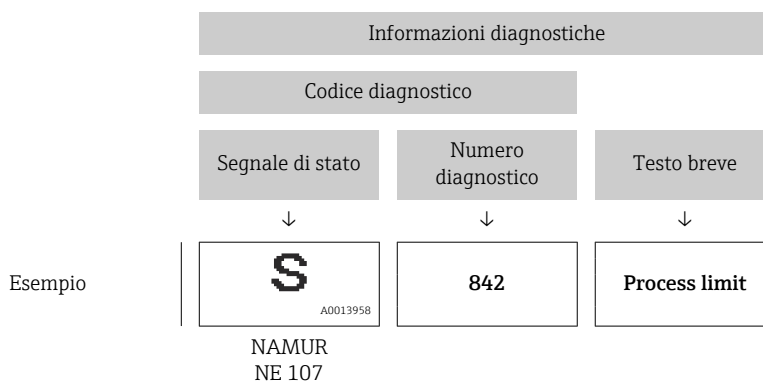 Informazioni diagnostiche
Codice diagnostico
Segnale di stato
Numero
diagnostico
Testo breve
↓ ↓ ↓
Esempio
S
A0013958
842
Process limit
NAMUR
NE 107